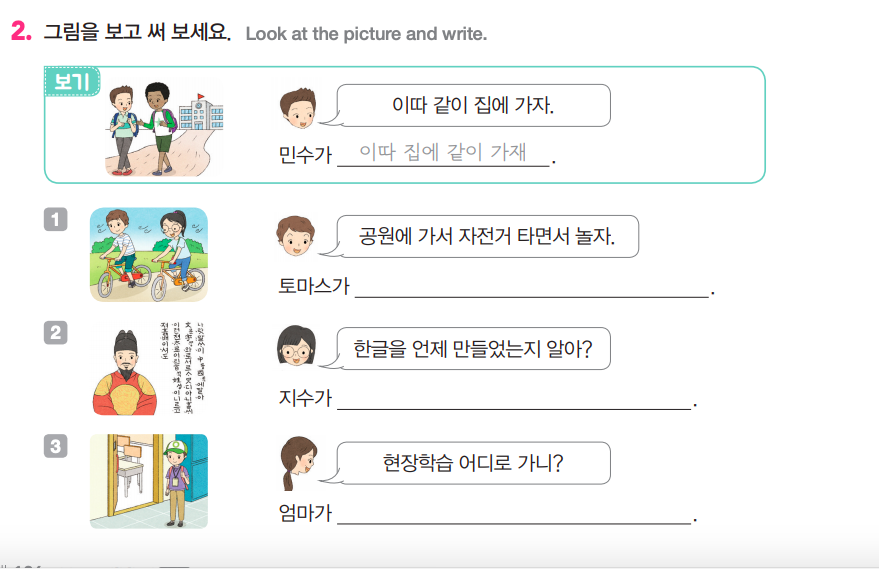 2. 그림을 보고 써 보세요. Look at the picture and write.
보기
이따 같이 집에 가자.
민수가 이따 집에 같이 가재 .
1
공원에 가서 자전거 타면서 놀자.
토마스가 .
2
한글을 언제 만들었는지 알아?
지수가 .
3
현장학습 어디로 가니?
엄마가 .